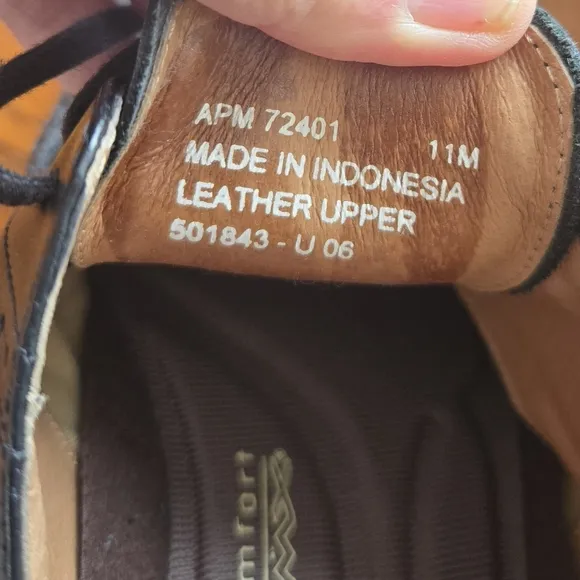 APM 72401 11M
MADE IN INDONESIA
LEATHER UPPER
501843 - U 06